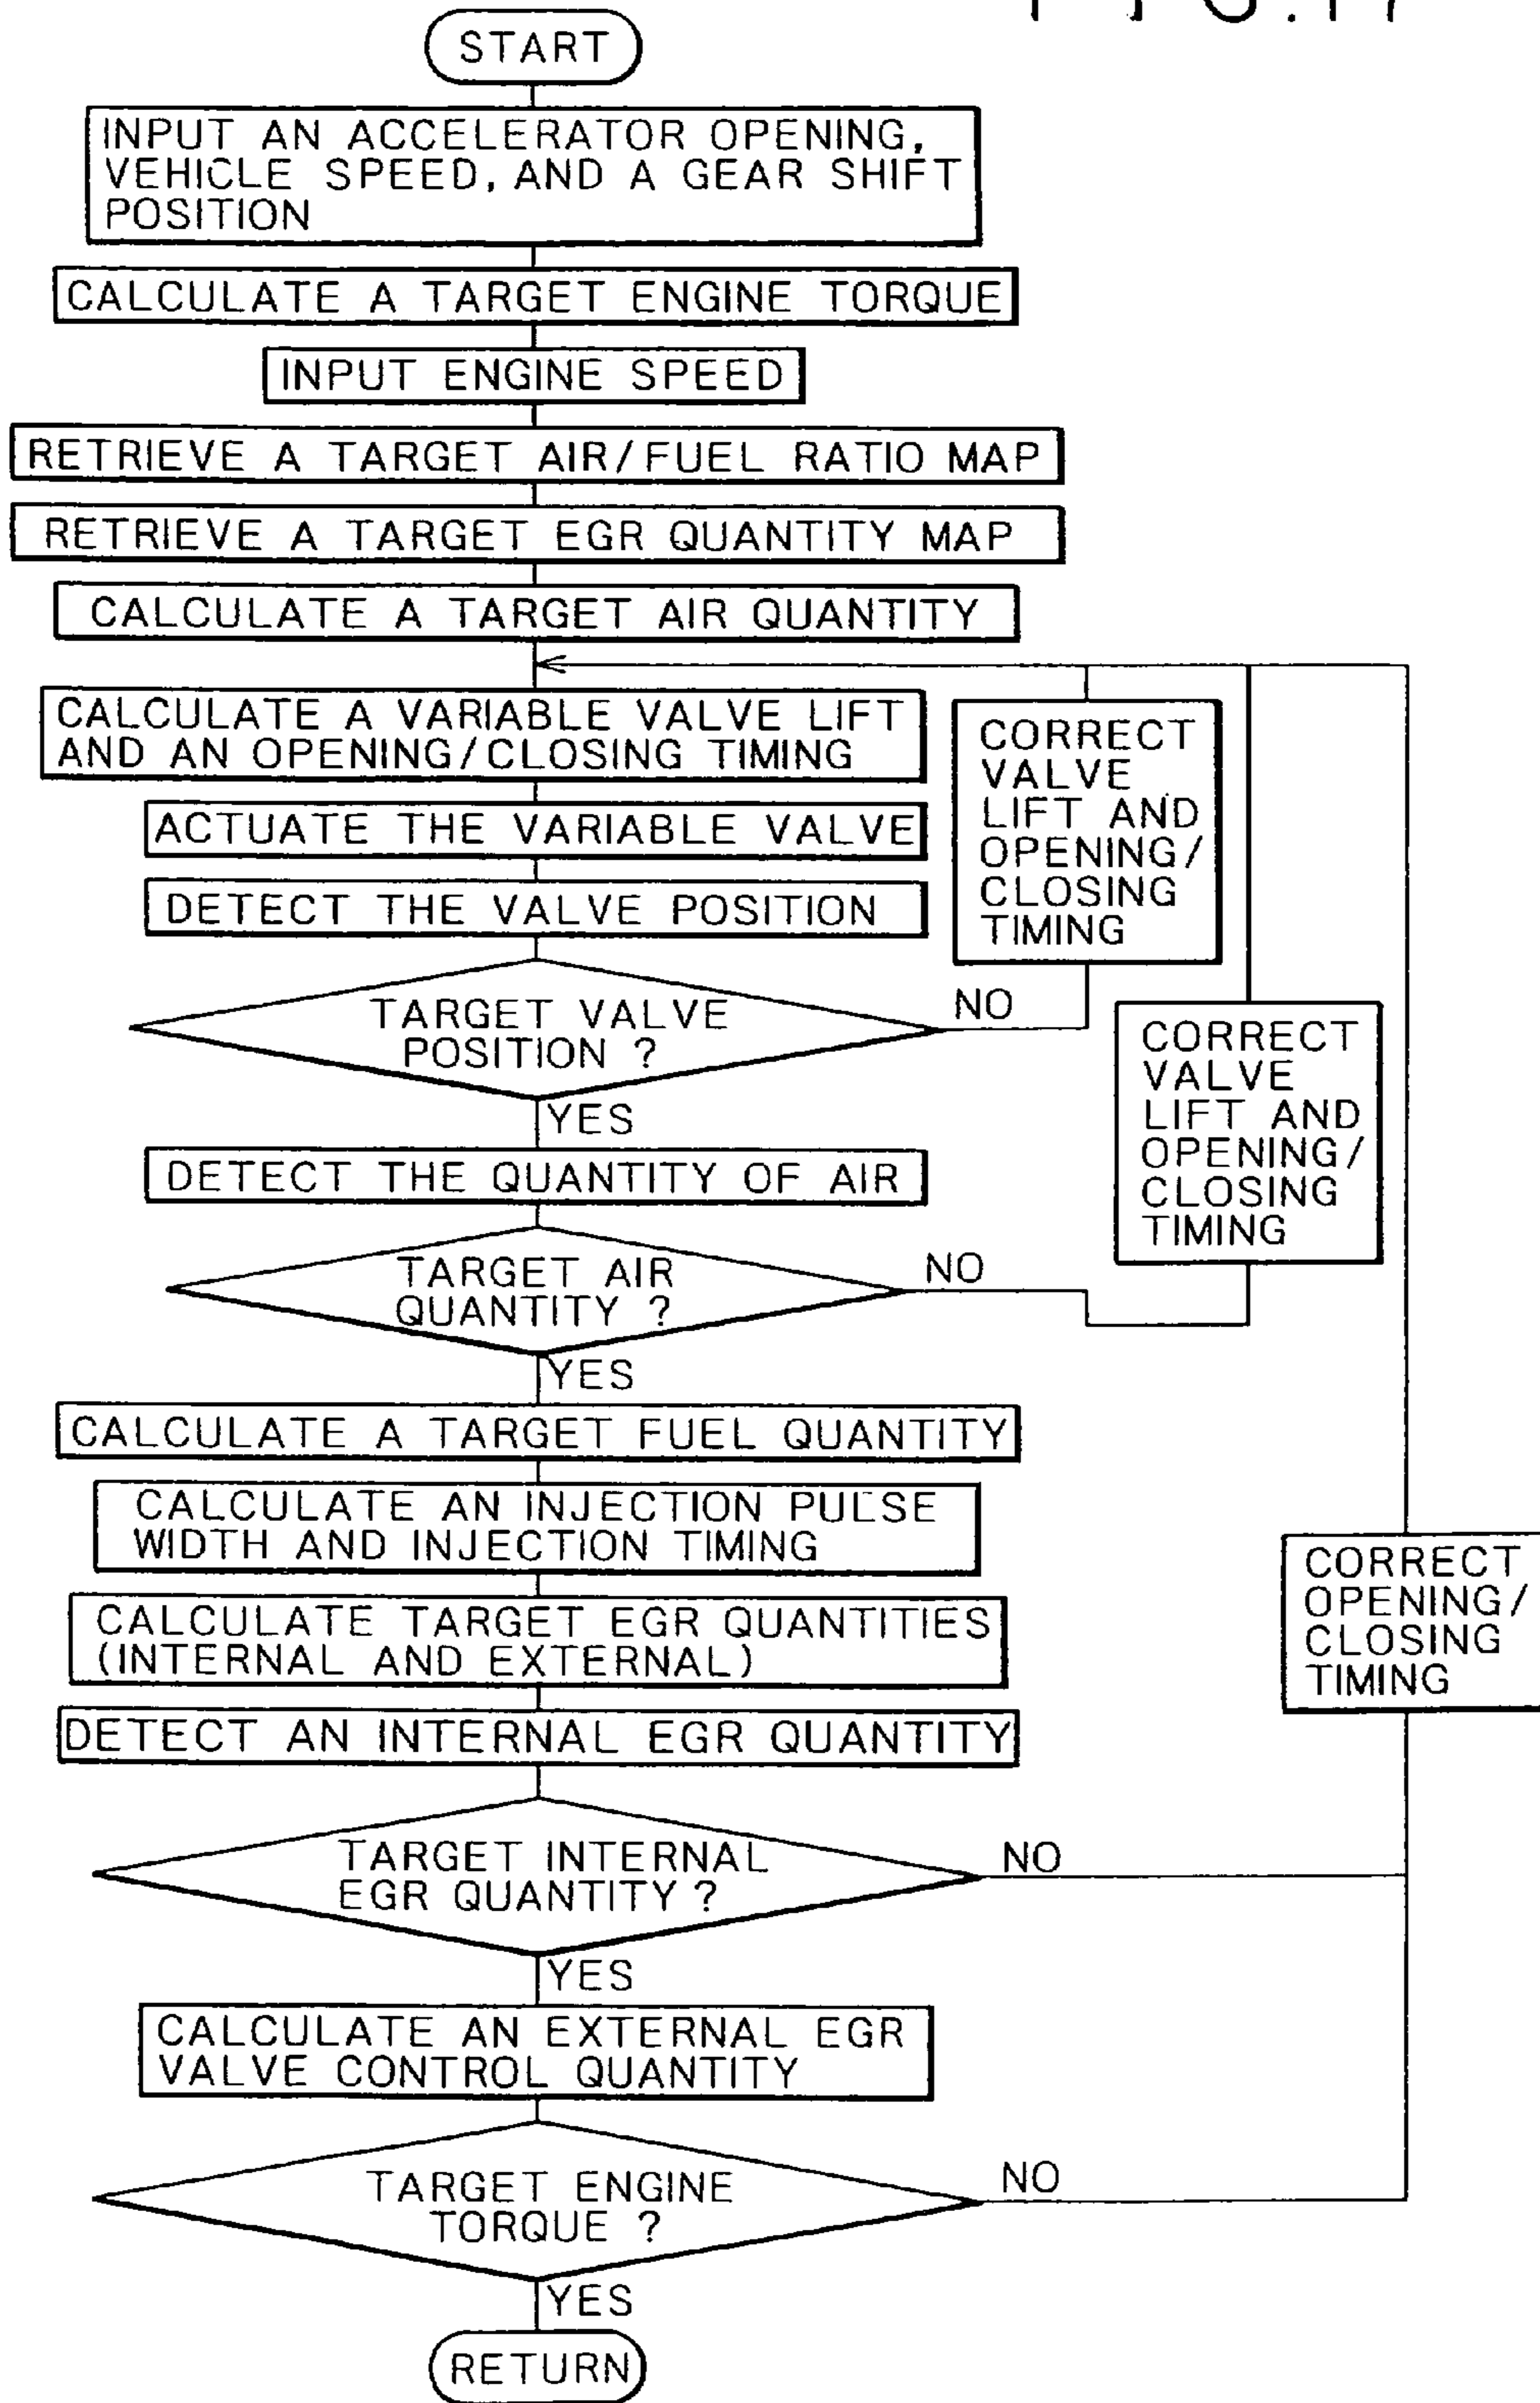 FIG.17
START
INPUT AN ACCELERATOR OPENING,
VEHICLE SPEED, AND A GEAR SHIFT
POSITION
CALCULATE A TARGET ENGINE TORQUE
INPUT ENGINE SPEED
RETRIEVE A TARGET AIR/FUEL RATIO MAP
RETRIEVE A TARGET EGR QUANTITY MAP
CALCULATE A TARGET AIR QUANTITY
CALCULATE A VARIABLE VALVE LIFT
AND AN OPENING/CLOSING TIMING
ACTUATE THE VARIABLE VALVE
DETECT THE VALVE POSITION
TARGET VALVE
POSITION ?
NO
CORRECT
VALVE
LIFT AND
OPENING/
CLOSING
TIMING
YES
DETECT THE QUANTITY OF AIR
TARGET AIR
QUANTITY ?
NO
CORRECT
VALVE
LIFT AND
OPENING/
CLOSING
TIMING
YES
CALCULATE A TARGET FUEL QUANTITY
CALCULATE AN INJECTION PULSE
WIDTH AND INJECTION TIMING
CALCULATE TARGET EGR QUANTITIES
(INTERNAL AND EXTERNAL)
DETECT AN INTERNAL EGR QUANTITY
TARGET INTERNAL
EGR QUANTITY ?
NO
CORRECT
OPENING/
CLOSING
TIMING
YES
CALCULATE AN EXTERNAL EGR
VALVE CONTROL QUANTITY
TARGET ENGINE
TORQUE ?
NO
YES
RETURN